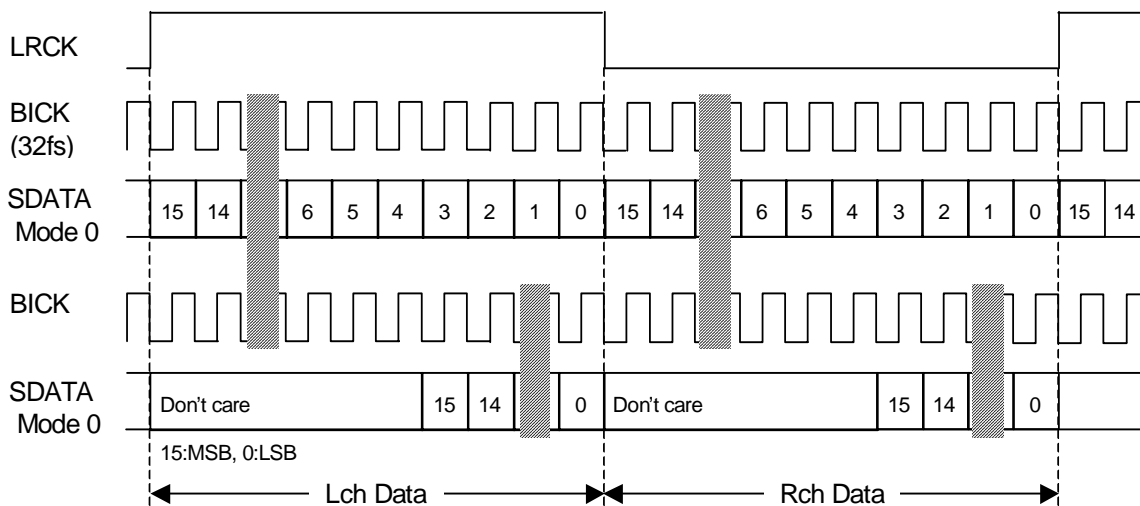 LRCK
BICK
(32fs)
SDATA
Mode 0
15 14 6 5 4 3 2 1 0 15 14 6 5 4 3 2 1 0 15 14
BICK
SDATA
Mode 0
Don't care 15 14 0 Don't care 15 14 0
15:MSB, 0:LSB
Lch Data Rch Data